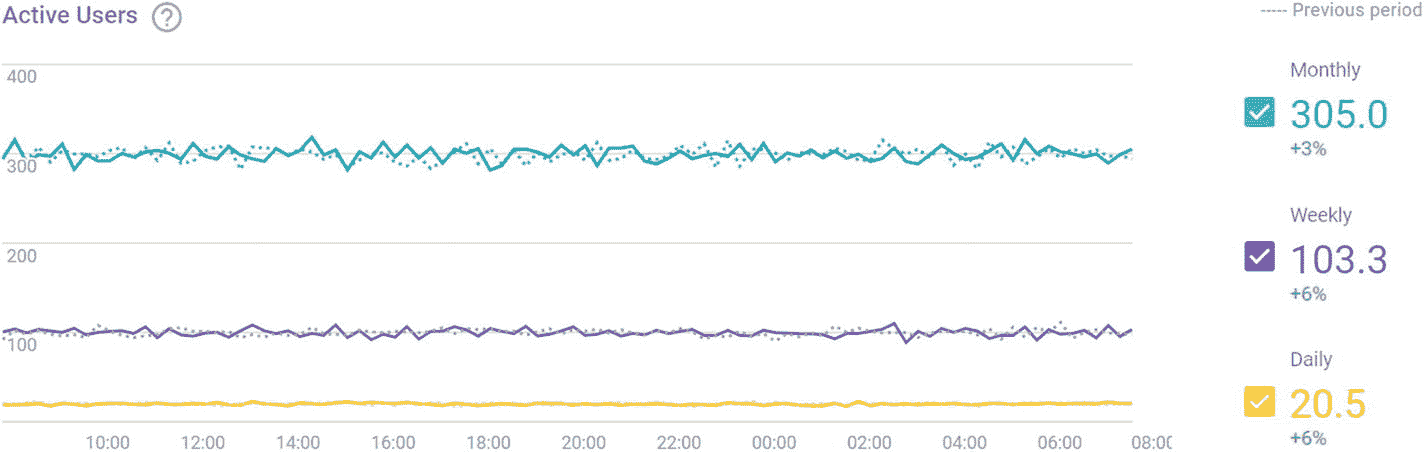 Active Users ?
----- Previous period
400
300
200
100
10:00 12:00 14:00 16:00 18:00 20:00 22:00 00:00 02:00 04:00 06:00 08:00
Monthly
305.0
+3%
Weekly
103.3
+6%
Daily
20.5
+6%